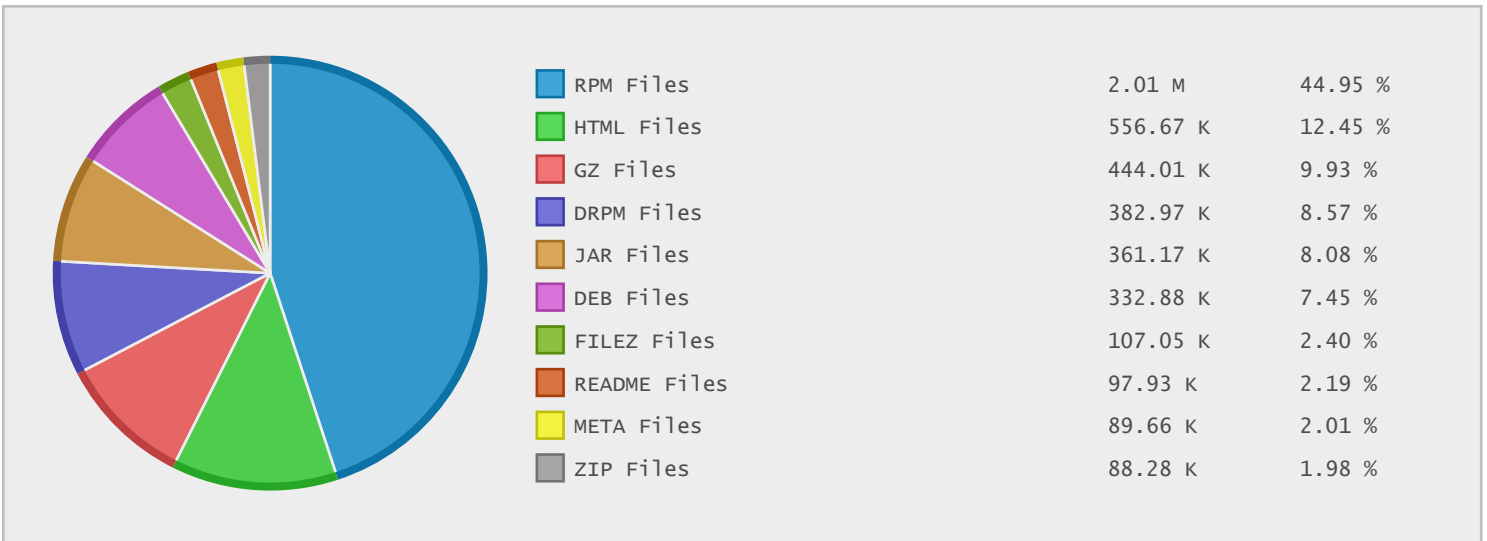 RPM Files 2.01 M 44.95 %
HTML Files 556.67 K 12.45 %
GZ Files 444.01 K 9.93 %
DRPM Files 382.97 K 8.57 %
JAR Files 361.17 K 8.08 %
DEB Files 332.88 K 7.45 %
FILEZ Files 107.05 K 2.40 %
README Files 97.93 K 2.19 %
META Files 89.66 K 2.01 %
ZIP Files 88.28 K 1.98 %